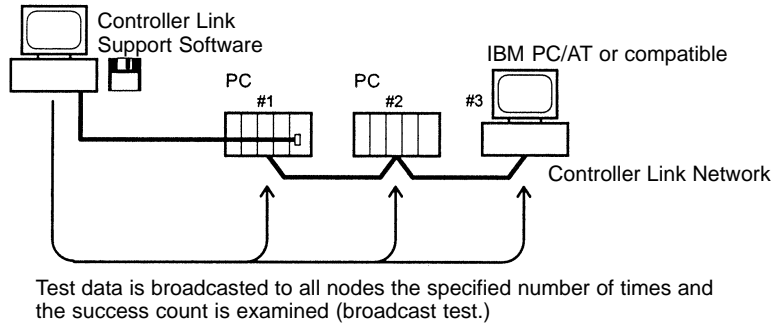 Controller Link
Support Software
IBM PC/AT or compatible
PC
PC
#1
#2
#3
Controller Link Network
Test data is broadcasted to all nodes the specified number of times and
the success count is examined (broadcast test.)